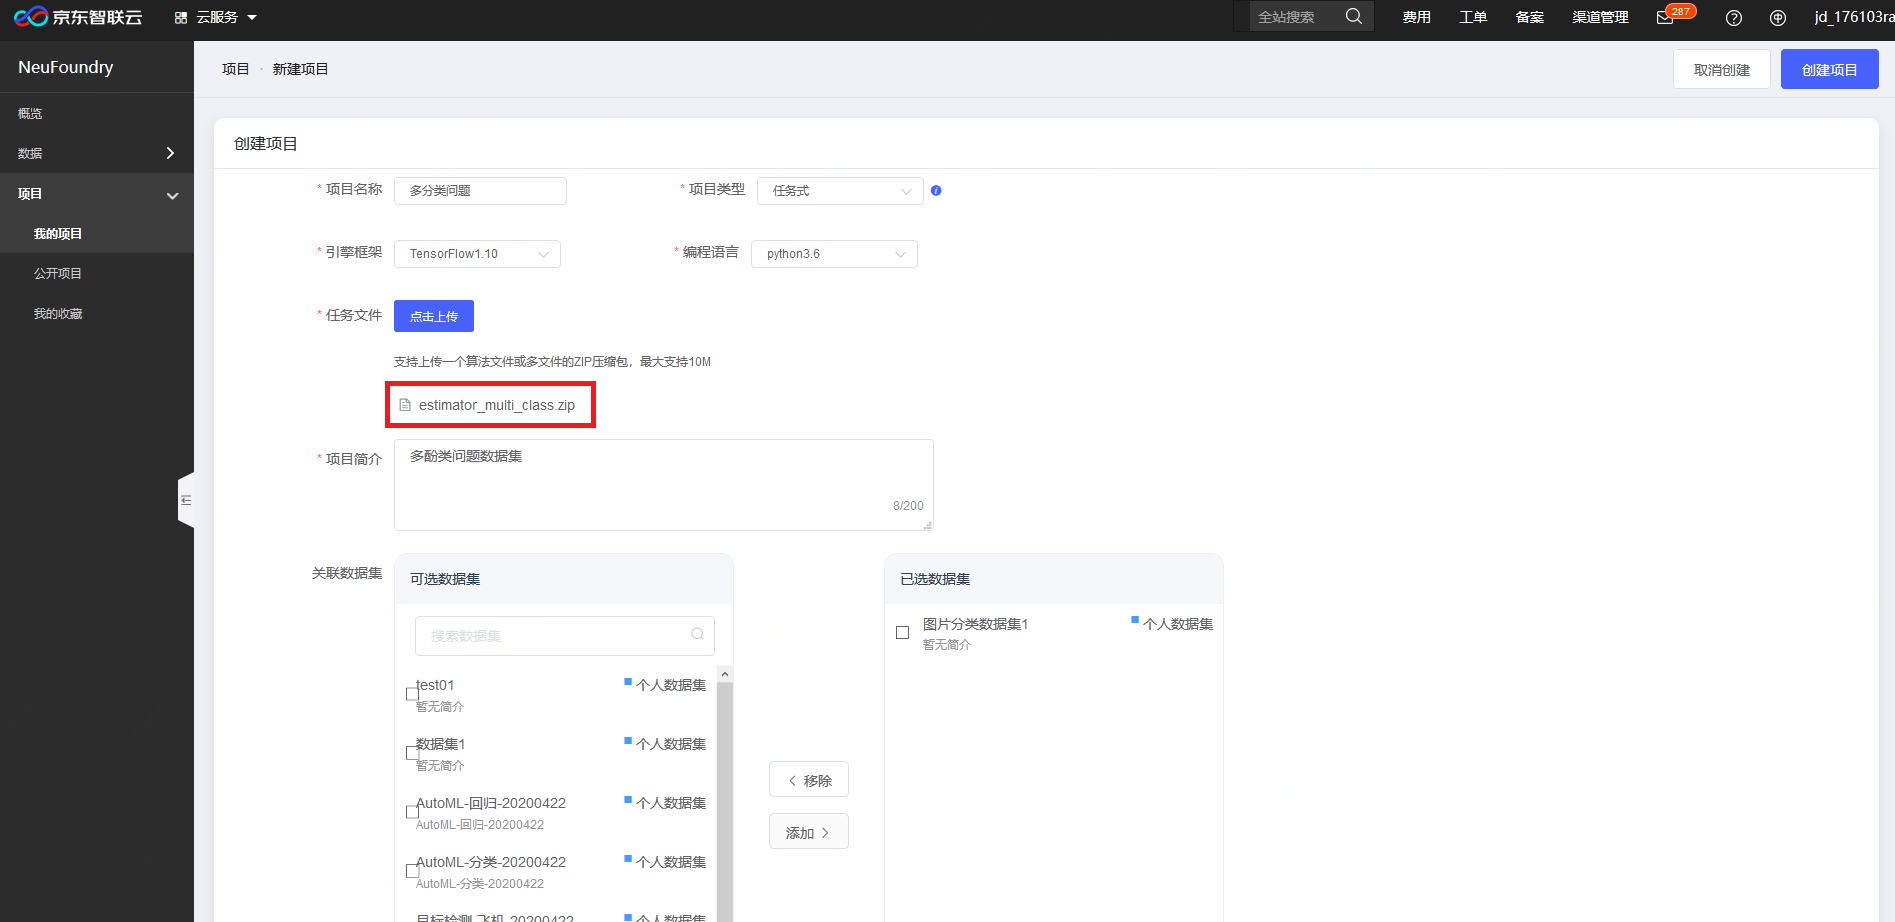 京东智联云
云服务
全站搜索
费用
工单
备案
渠道管理
287
jd_176103ra
NeuFoundry
概览
数据
项目
我的项目
公开项目
我的收藏
项目 · 新建项目
取消创建
创建项目
创建项目
* 项目名称
多分类问题
* 项目类型
任务式
* 引擎框架
TensorFlow1.10
* 编程语言
python3.6
* 任务文件
点击上传
支持上传一个算法文件或多文件的ZIP压缩包，最大支持10M
estimator_multi_class.zip
* 项目简介
多酚类问题数据集
8/200
关联数据集
可选数据集
搜索数据集
test01
个人数据集
暂无简介
数据集1
个人数据集
暂无简介
AutoML-回归-20200422
个人数据集
AutoML-回归-20200422
AutoML-分类-20200422
个人数据集
AutoML-分类-20200422
目标检测-飞机-20200422
个人数据集
移除
添加
已选数据集
图片分类数据集1
个人数据集
暂无简介